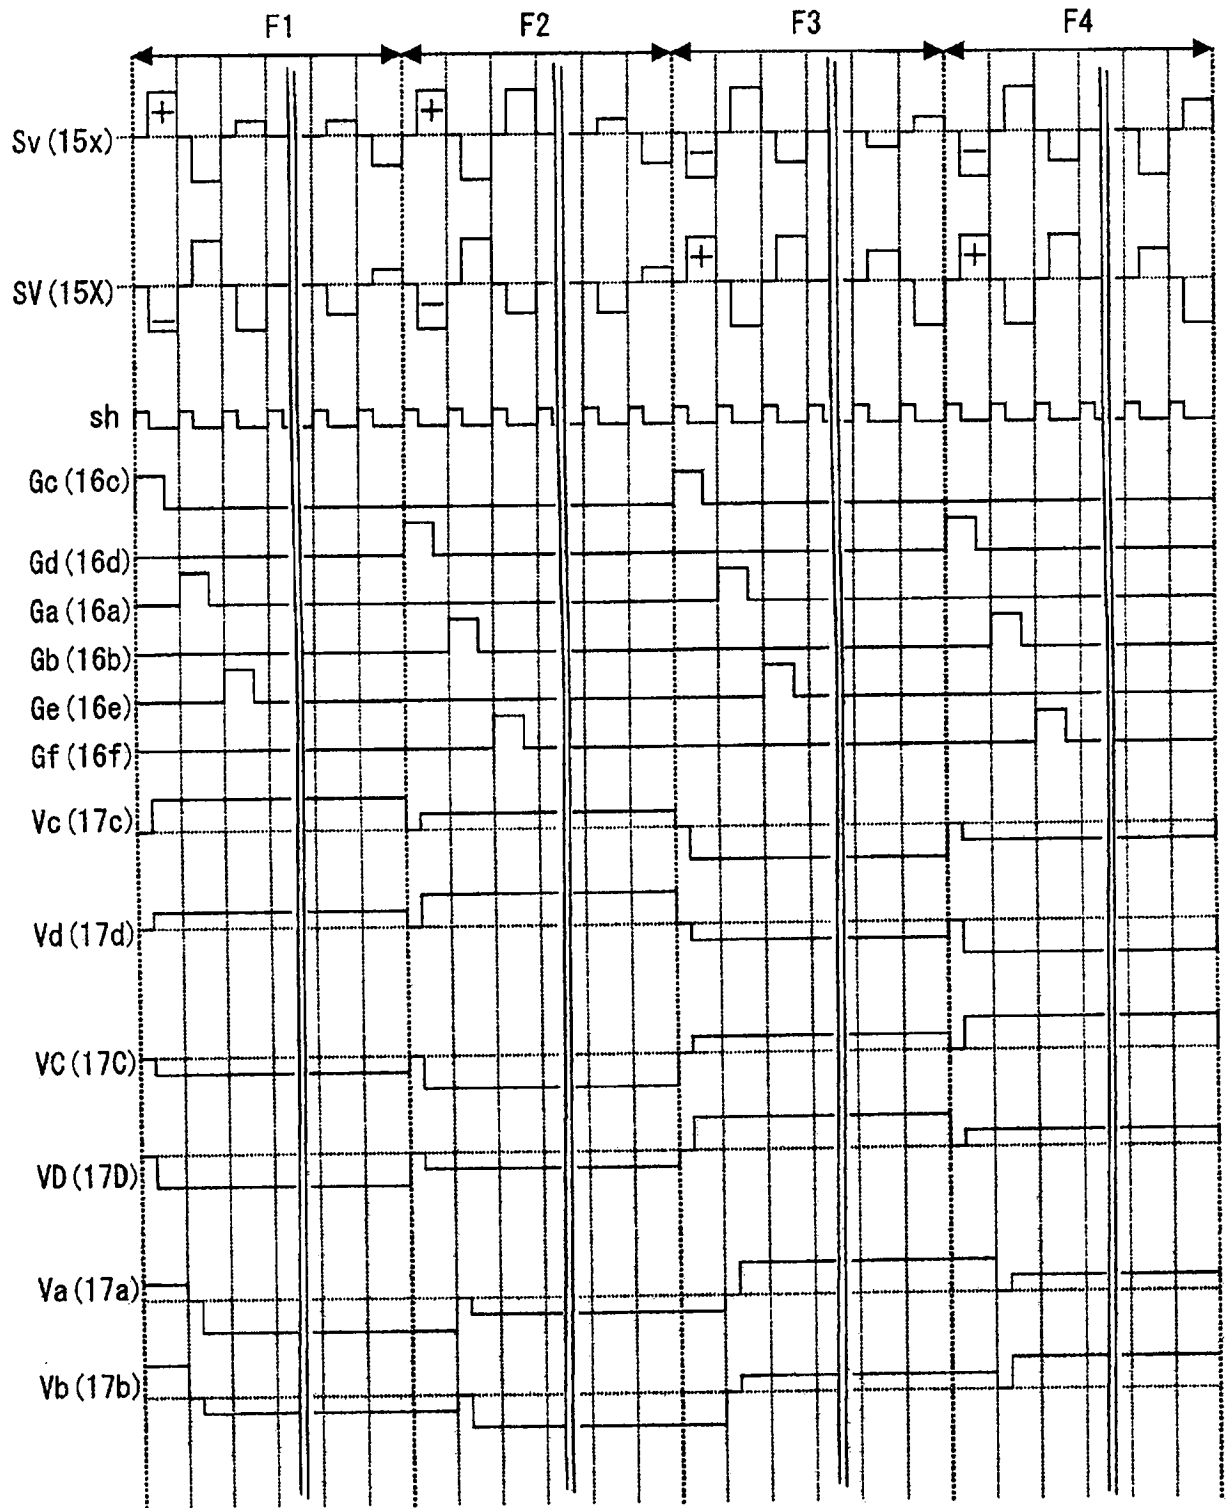 F1 F2 F3 F4
+ +
Sv(15x)
− −
+ +
SV(15X)
− −
sh
Gc(16c)
Gd(16d)
Ga(16a)
Gb(16b)
Ge(16e)
Gf(16f)
Vc(17c)
Vd(17d)
VC(17C)
VD(17D)
Va(17a)
Vb(17b)